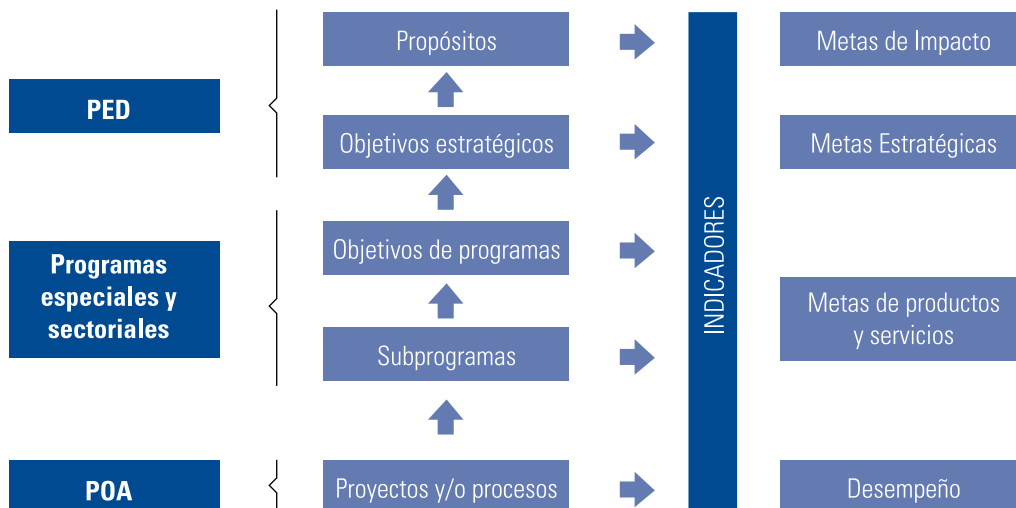 PED
Propósitos
Metas de Impacto
Objetivos estratégicos
Metas Estratégicas
Programas
especiales y
sectoriales
Objetivos de programas
Subprogramas
INDICADORES
Metas de productos
y servicios
POA
Proyectos y/o procesos
Desempeño